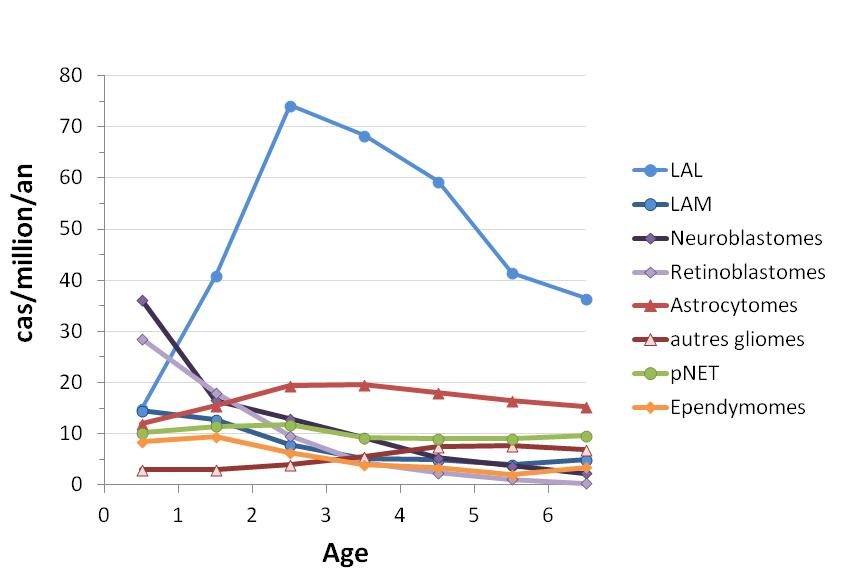 80
70
60
50
40
30
20
10
0
cas/million/an
0 1 2 3 4 5 6
Age
LAL
LAM
Neuroblastomes
Retinoblastomes
Astrocytomes
autres gliomes
pNET
Ependymomes